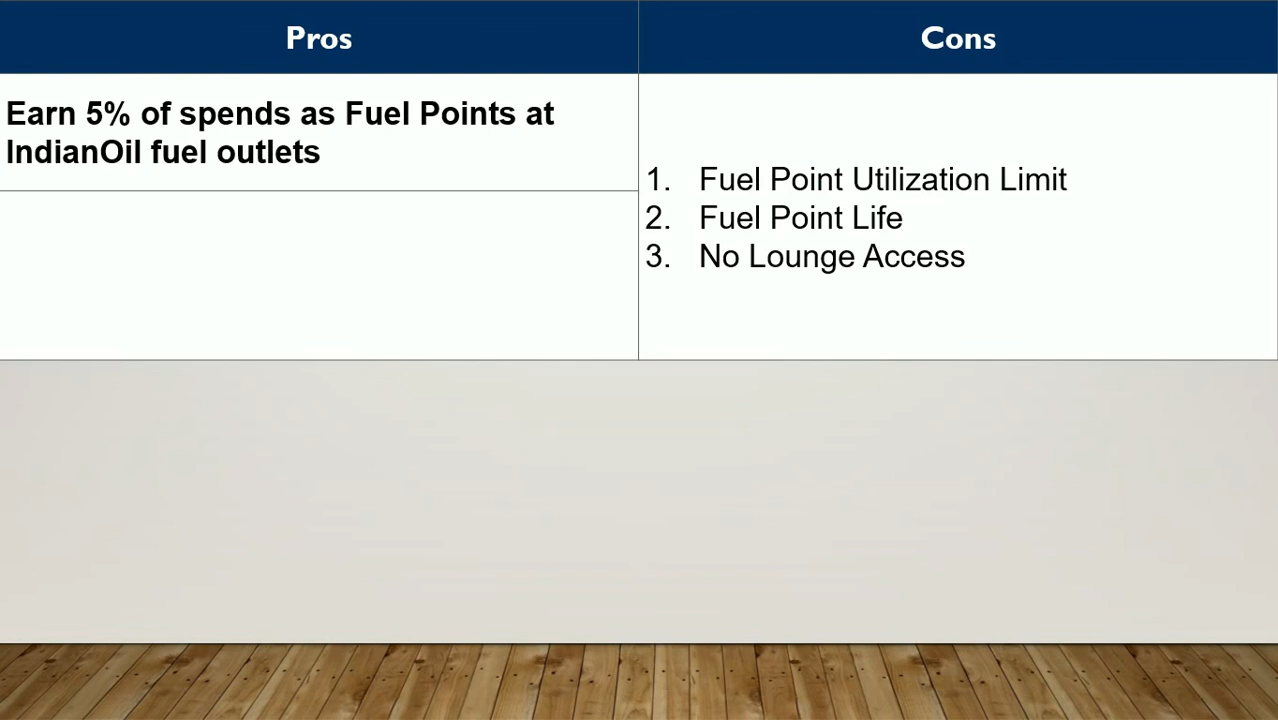 Pros
Cons
Earn 5% of spends as Fuel Points at
IndianOil fuel outlets
1. Fuel Point Utilization Limit
2. Fuel Point Life
3. No Lounge Access